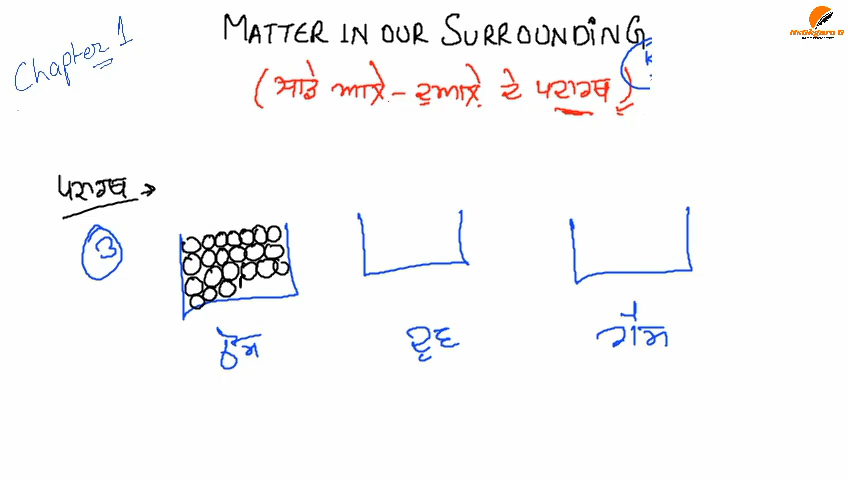 Chapter 1
MATTER IN OUR SURROUNDING
(ਸਾਡੇ ਆਲੇ-ਦੁਆਲੇ ਦੇ ਪਦਾਰਥ)
ਪਦਾਰਥ →
3
ਠੋਸ
ਦ੍ਰਵ
ਗੈਸ